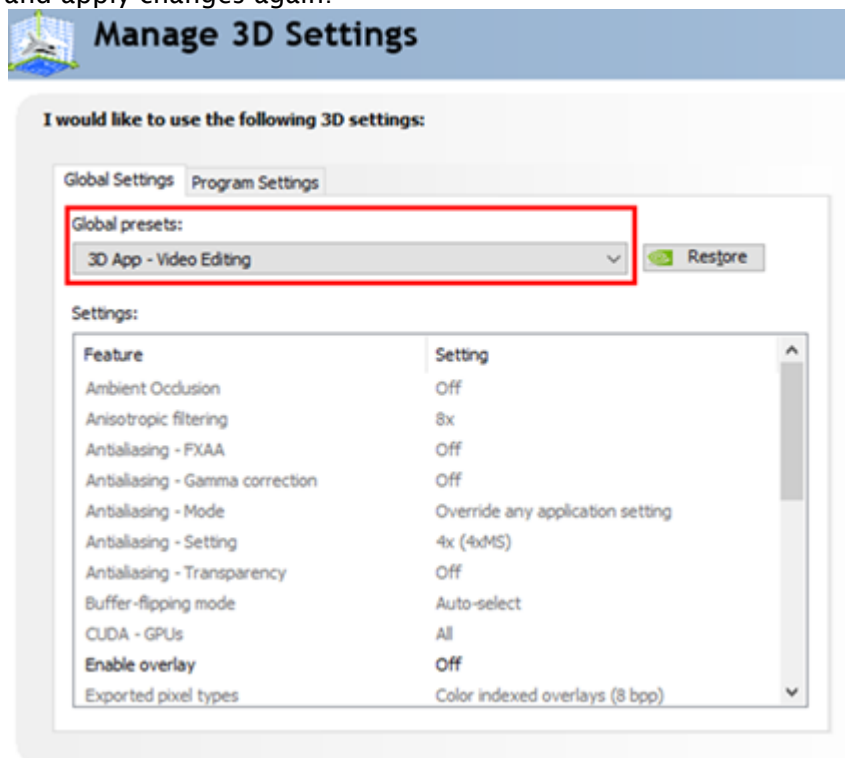 and apply changes again.
Manage 3D Settings
I would like to use the following 3D settings:
Global Settings Program Settings
Global presets:
3D App - Video Editing Restore
Settings:
Feature Setting
Ambient Occlusion Off
Anisotropic filtering 8x
Antialiasing - FXAA Off
Antialiasing - Gamma correction Off
Antialiasing - Mode Override any application setting
Antialiasing - Setting 4x (4xMS)
Antialiasing - Transparency Off
Buffer-flipping mode Auto-select
CUDA - GPUs All
Enable overlay Off
Exported pixel types Color indexed overlays (8 bpp)